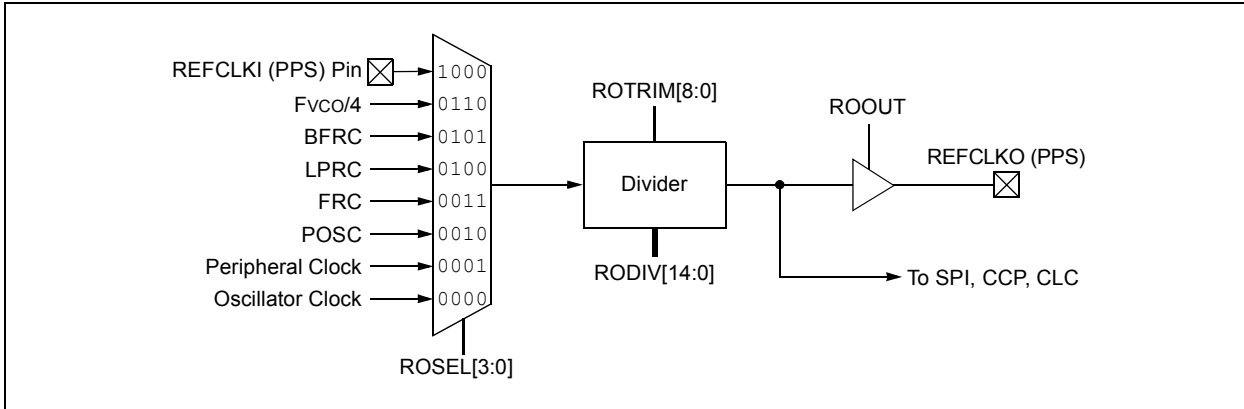 REFCLKI (PPS) Pin
1000
FVCO/4
0110
BFRC
0101
LPRC
0100
FRC
0011
POSC
0010
Peripheral Clock
0001
Oscillator Clock
0000
ROSEL[3:0]
ROTRIM[8:0]
Divider
RODIV[14:0]
ROOUT
REFCLKO (PPS)
To SPI, CCP, CLC